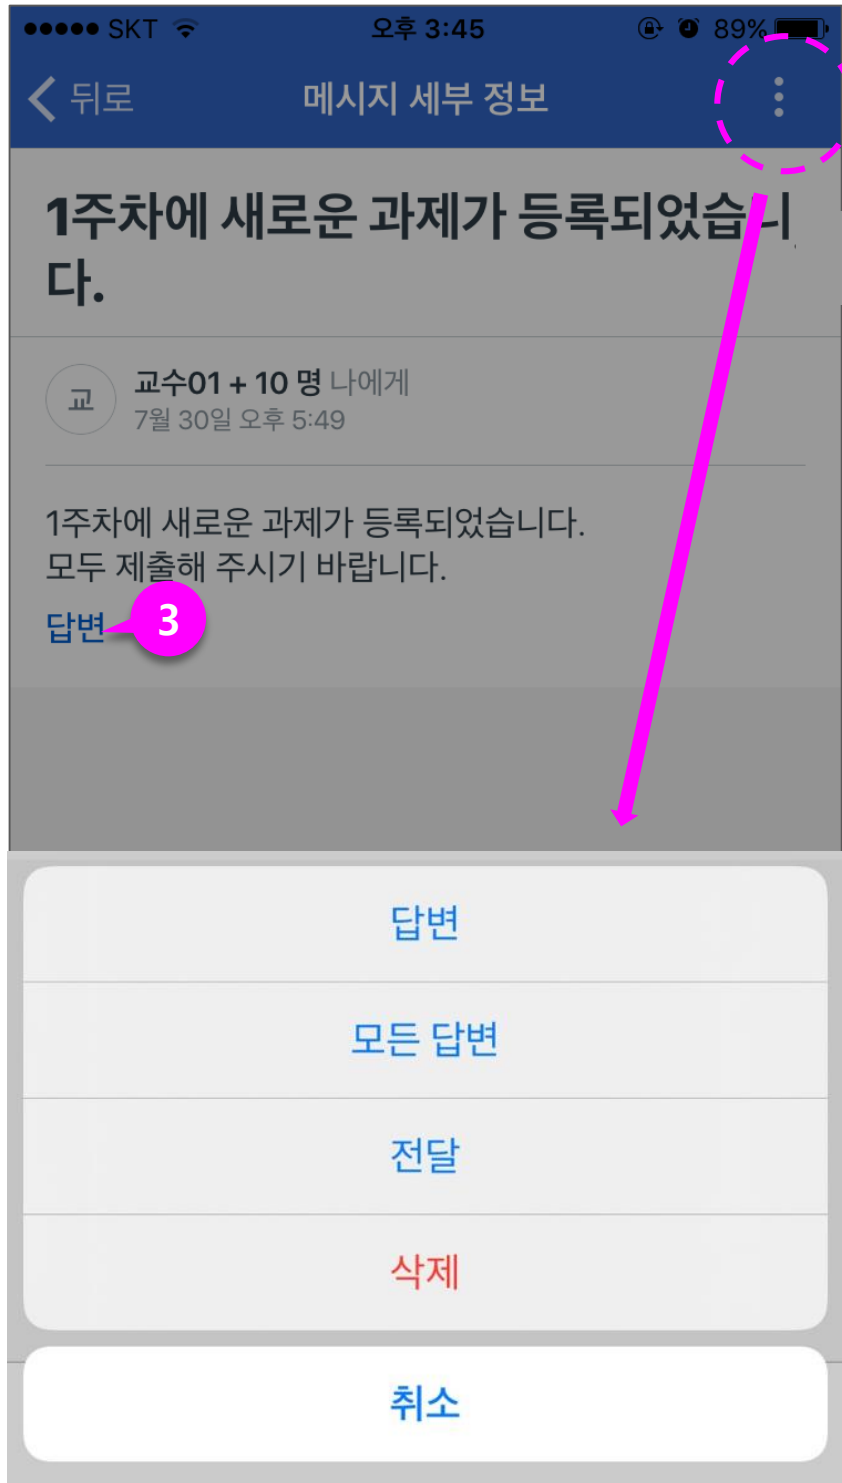 SKT 오후 3:45 89%
뒤로 메시지 세부 정보
1주차에 새로운 과제가 등록되었습니
다.
교 교수01 + 10 명 나에게
7월 30일 오후 5:49
1주차에 새로운 과제가 등록되었습니다.
모두 제출해 주시기 바랍니다.
답변 3
답변
모든 답변
전달
삭제
취소